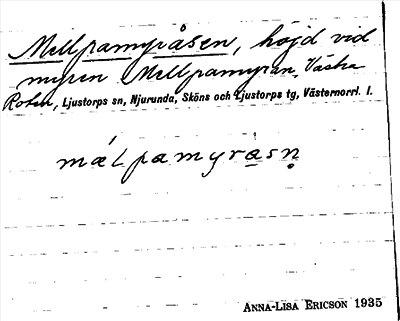 Mellpamyråsen, höjd vid
myren Mellpamyran, Västra
Roten, Ljustorps sn, Njurunda, Sköns och Ljustorps tg, Västernorrl. l.
málpamyråsn̥
ANNA-LISA ERICSON 1935